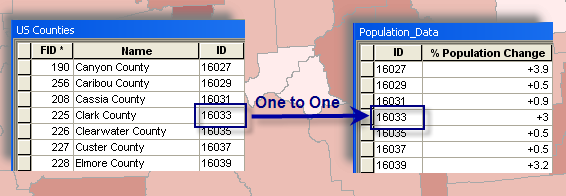 US Counties
FID * Name ID
190 Canyon County 16027
256 Caribou County 16029
208 Cassia County 16031
225 Clark County 16033
226 Clearwater County 16035
227 Custer County 16037
228 Elmore County 16039
One to One
Population_Data
ID % Population Change
16027 +3.9
16029 +0.5
16031 +0.9
16033 +3
16035 +0.5
16037 +0.5
16039 +3.2